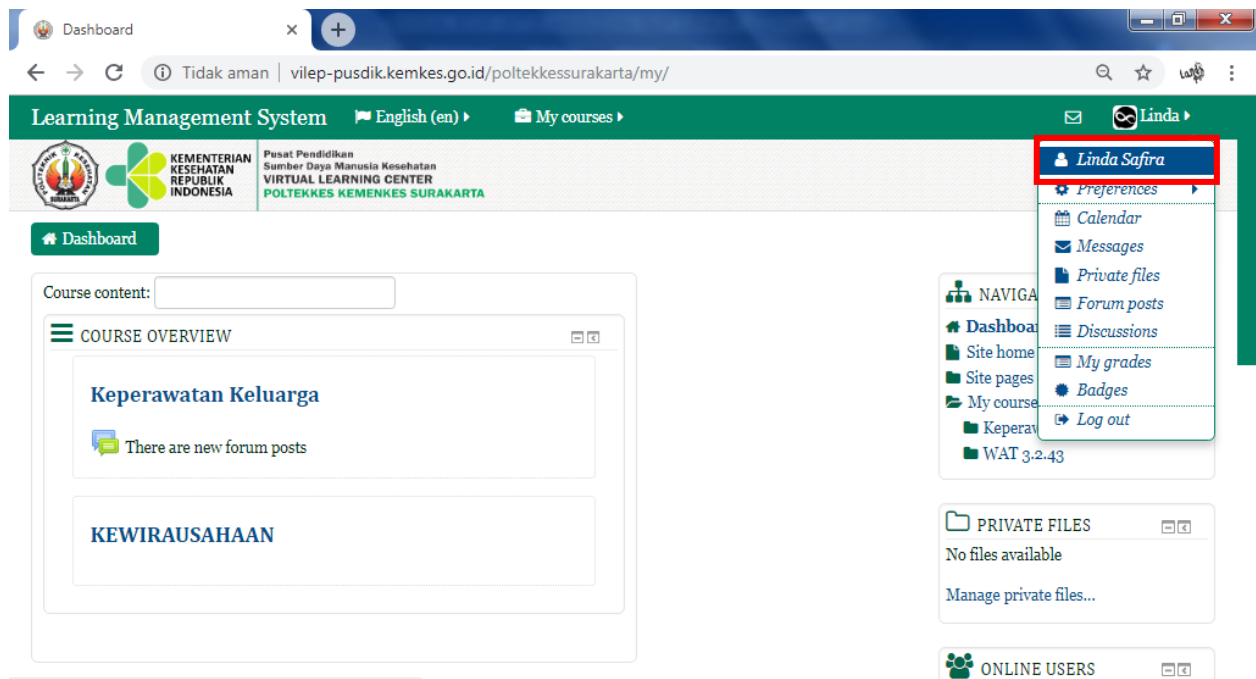 Dashboard
Tidak aman | vilep-pusdik.kemkes.go.id/poltekkessurakarta/my/
Learning Management System English (en) My courses Linda
KEMENTERIAN
KESEHATAN
REPUBLIK
INDONESIA
Pusat Pendidikan
Sumber Daya Manusia Kesehatan
VIRTUAL LEARNING CENTER
POLTEKKES KEMENKES SURAKARTA
Linda Safira
Preferences
Calendar
Messages
Private files
Forum posts
Discussions
My grades
Badges
Log out
Dashboard
Course content:
COURSE OVERVIEW
Keperawatan Keluarga
There are new forum posts
KEWIRAUSAHAAN
NAVIGA
Dashboa
Site home
Site pages
My course
Kepera
WAT 3.2.43
PRIVATE FILES
No files available
Manage private files...
ONLINE USERS